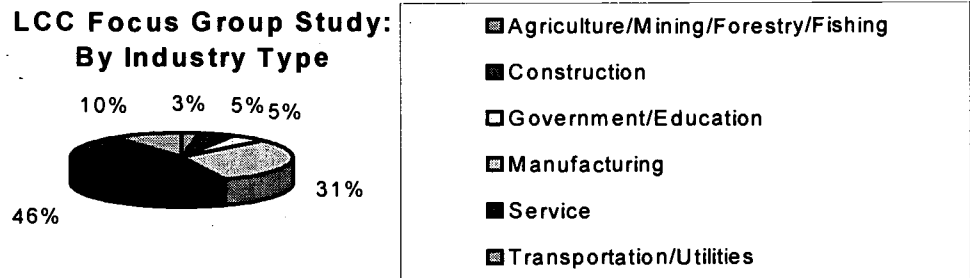 LCC Focus Group Study:
By Industry Type
10% 3% 5% 5%
31%
46%
Agriculture/Mining/Forestry/Fishing
Construction
Government/Education
Manufacturing
Service
Transportation/Utilities